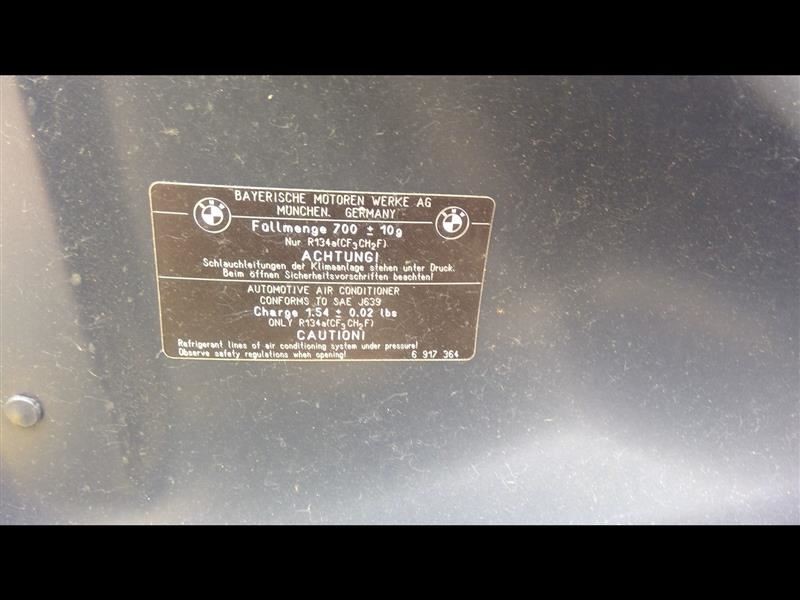 BAYERISCHE MOTOREN WERKE AG
MÜNCHEN, GERMANY
Fallmenge 700 ± 10g
Nur R134a(CF₃CH₂F)
ACHTUNG!
Schlauchleitungen der Klimaanlage stehen unter Druck.
Beim öffnen Sicherheitsvorschriften beachten!
AUTOMOTIVE AIR CONDITIONER
CONFORMS TO SAE J639
Charge 1.54 ± 0.02 lbs
ONLY R134a(CF₃CH₂F)
CAUTION!
Refrigerant lines of air conditioning system under pressure!
Observe safety regulations when opening!
6 917 364